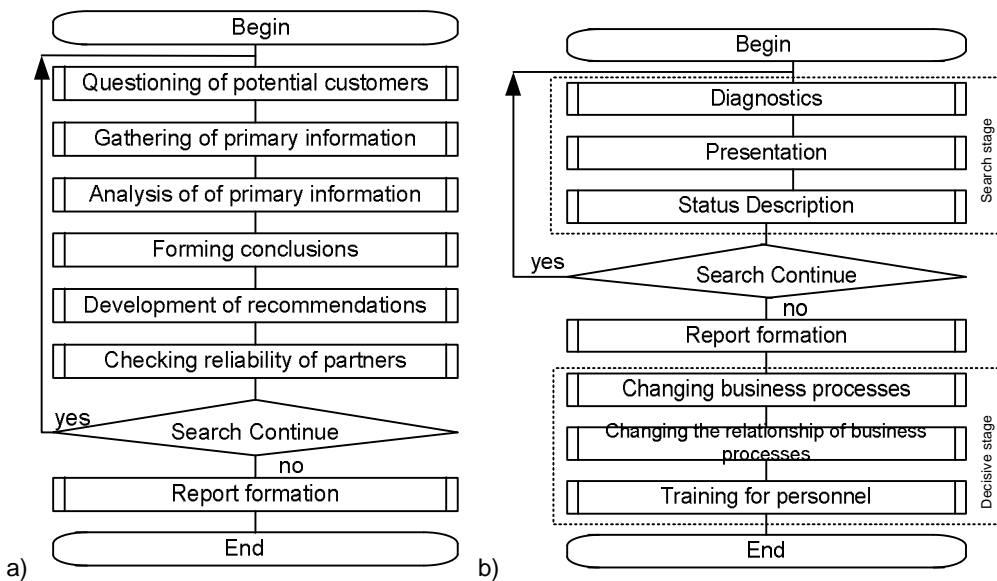 a)
Begin
Questioning of potential customers
Gathering of primary information
Analysis of of primary information
Forming conclusions
Development of recommendations
Checking reliability of partners
yes
Search Continue
no
Report formation
End
b)
Begin
Diagnostics
Presentation
Status Description
Search stage
yes
Search Continue
no
Report formation
Changing business processes
Changing the relationship of business
processes
Training for personnel
Decisive stage
End